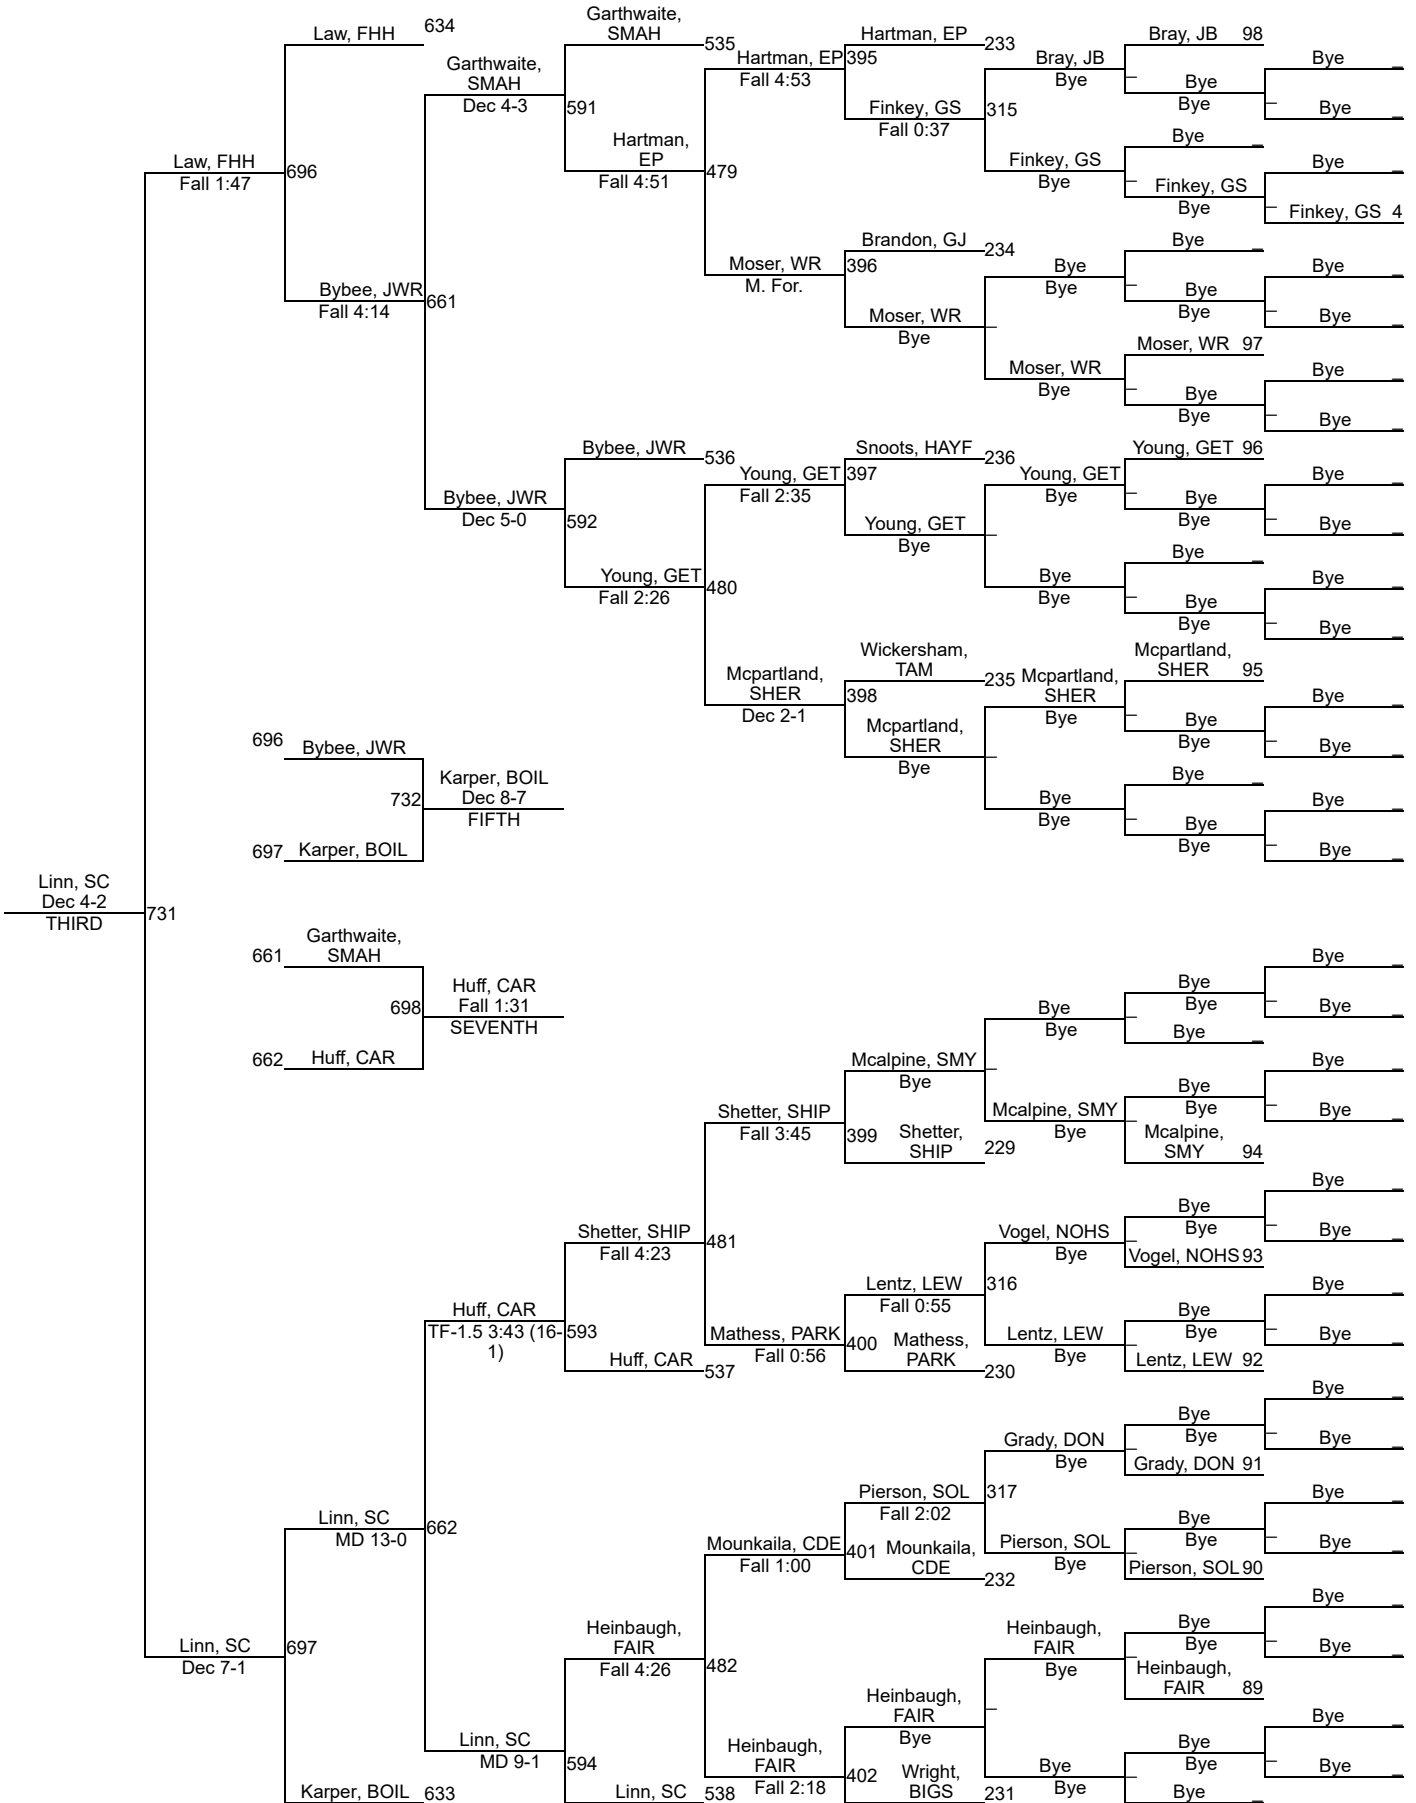 Law, FHH
634
Garthwaite,
SMAH
535
Hartman, EP
233
Bray, JB 98
Bye
Garthwaite,
SMAH
Dec 4-3
591
Hartman, EP
Fall 4:53
395
Finkey, GS
Fall 0:37
315
Bray, JB
Bye
Bye
Bye
Bye
Hartman,
EP
Fall 4:51
479
Finkey, GS
Bye
Bye
Finkey, GS
Bye
Bye
Finkey, GS 4
Law, FHH
Fall 1:47
696
Moser, WR
M. For.
396
Brandon, GJ
234
Moser, WR
Bye
Bye
Bye
Bye
Bye
Bye
Bye
Bye
Bybee, JWR
Fall 4:14
661
Moser, WR
Bye
Moser, WR 97
Bye
Bye
Bye
Bye
Bybee, JWR
Dec 5-0
592
Bybee, JWR
536
Young, GET
Fall 2:35
397
Snoots, HAYF
236
Young, GET
Bye
Young, GET
Bye
Young, GET 96
Bye
Bye
Bye
Bye
Young, GET
Fall 2:26
480
Bye
Bye
Bye
Bye
Bye
Bye
Bye
Mcpartland,
SHER
Dec 2-1
398
Wickersham,
TAM
235
Mcpartland,
SHER
Bye
Mcpartland,
SHER
Bye
Mcpartland,
SHER 95
Bye
Bye
Bye
Bye
Bye
Bye
Bye
Bye
Bye
Bye
Bye
696
Bybee, JWR
732
Karper, BOIL
Dec 8-7
FIFTH
697 Karper, BOIL
Linn, SC
Dec 4-2
THIRD
731
661
Garthwaite,
SMAH
698
Huff, CAR
Fall 1:31
SEVENTH
662 Huff, CAR
Mcalpine, SMY
Bye
Bye
Bye
Bye
Bye
Bye
Bye
Bye
Shetter, SHIP
Fall 3:45
399
Shetter,
SHIP
229
Mcalpine, SMY
Bye
Bye
Bye
Mcalpine,
SMY 94
Bye
Bye
Shetter, SHIP
Fall 4:23
481
Vogel, NOHS
Bye
Bye
Bye
Vogel, NOHS 93
Bye
Bye
Huff, CAR
TF-1.5 3:43 (16-
1)
593
Huff, CAR
537
Mathess, PARK
Fall 0:56
400
Lentz, LEW
Fall 0:55
316
Mathess,
PARK
230
Lentz, LEW
Bye
Bye
Bye
Lentz, LEW 92
Bye
Bye
Linn, SC
MD 13-0
662
Mounkaila, CDE
Fall 1:00
401
Pierson, SOL
Fall 2:02
317
Mounkaila,
CDE
232
Grady, DON
Bye
Bye
Bye
Grady, DON 91
Bye
Bye
Pierson, SOL
Bye
Bye
Bye
Pierson, SOL 90
Bye
Bye
Linn, SC
Dec 7-1
697
Heinbaugh,
FAIR
Fall 4:26
482
Heinbaugh,
FAIR
Bye
Heinbaugh,
FAIR
Bye
Bye
Bye
Heinbaugh,
FAIR 89
Bye
Bye
Linn, SC
MD 9-1
594
Heinbaugh,
FAIR
Fall 2:18
402
Wright,
BIGS
231
Bye
Bye
Bye
Bye
Bye
Bye
Bye
Karper, BOIL 633
Linn, SC 538